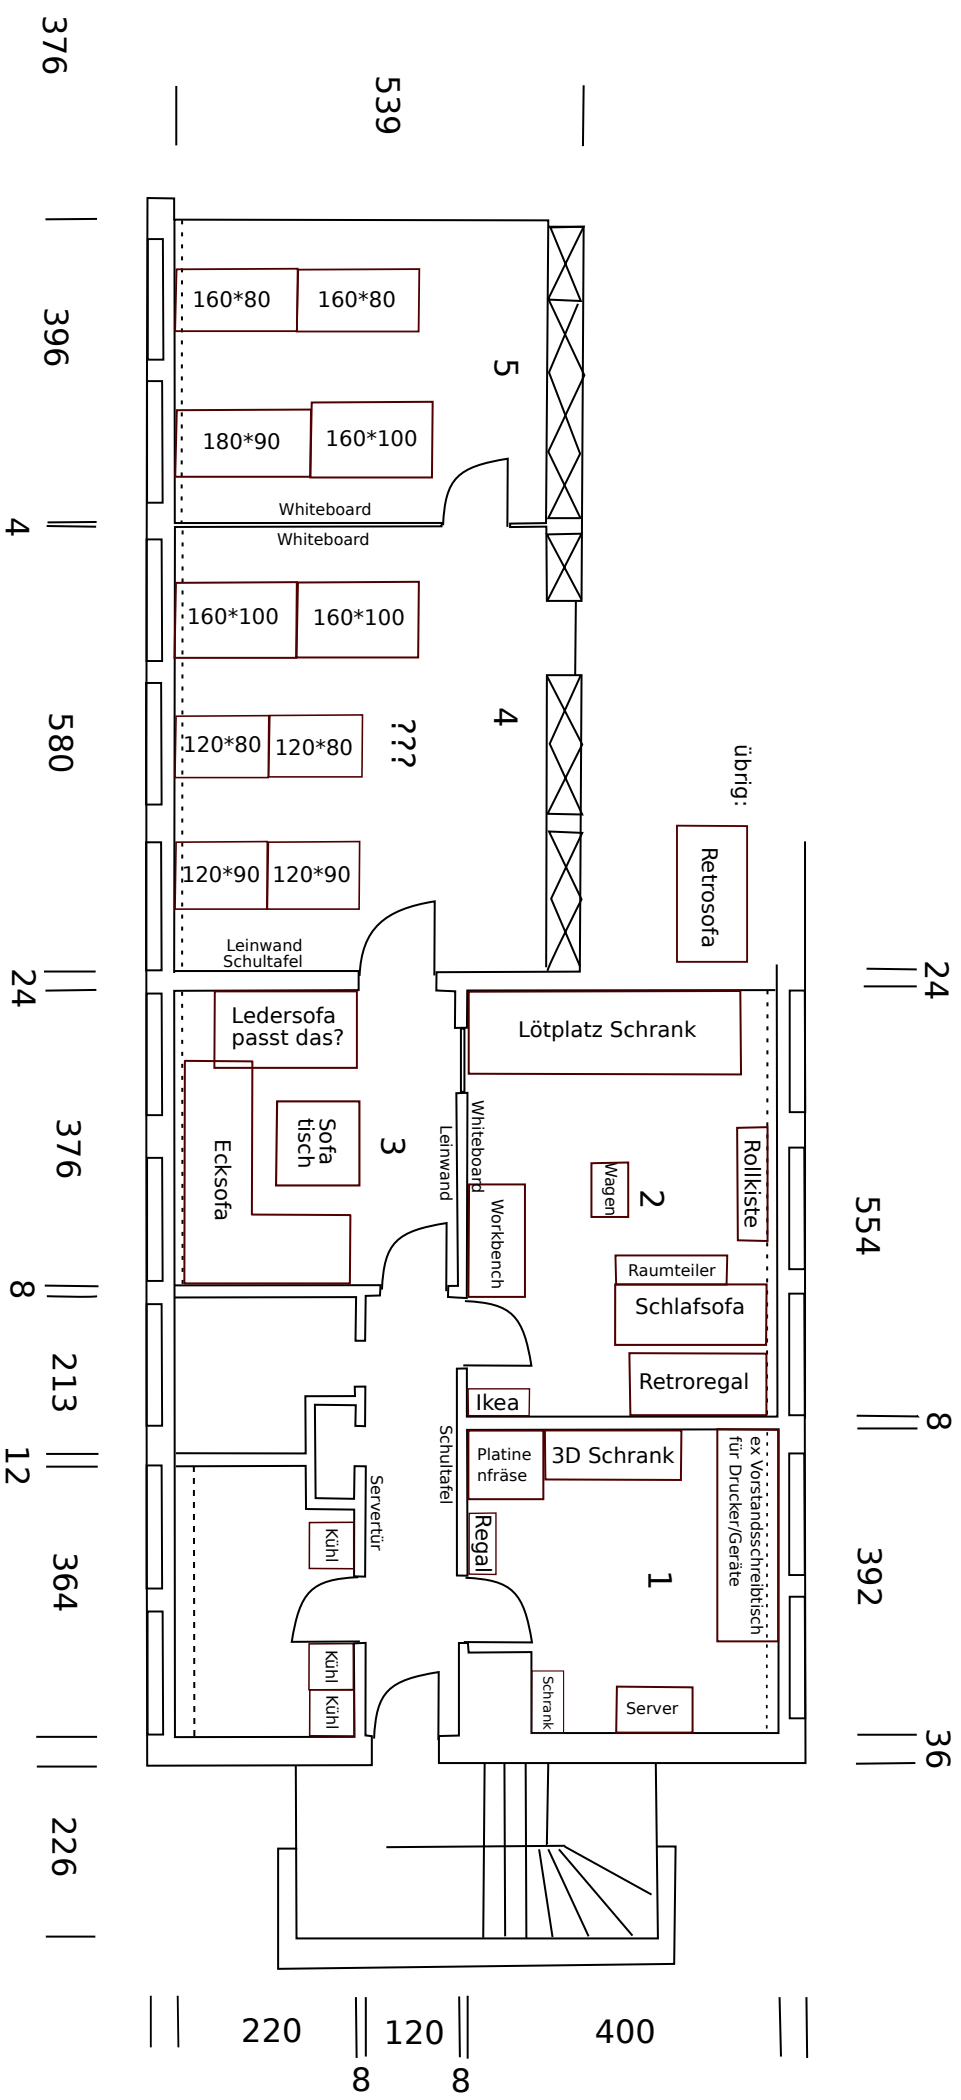 376
539
396
160*80
160*80
5
180*90
160*100
Whiteboard
4
Whiteboard
160*100
160*100
580
120*80
120*80
???
4
übrig:
Retrosofa
120*90
120*90
Leinwand
Schultafel
24
24
Ledersofa
passt das?
Lötplatz Schrank
376
Ecksofa
Sofa
tisch
3
Leinwand
Whiteboard
Workbench
Wagen
2
Rollkiste
554
Raumteiler
8
Schlafsofa
213
Retroregal
Ikea
8
12
Schultafel
Servertür
Platine
nfräse
3D Schrank
ex Vorstandsschreibtisch
für Drucker/Geräte
Regal
Kühl
364
1
392
Kühl
Kühl
Schrank
Server
36
226
220
120
400
8
8